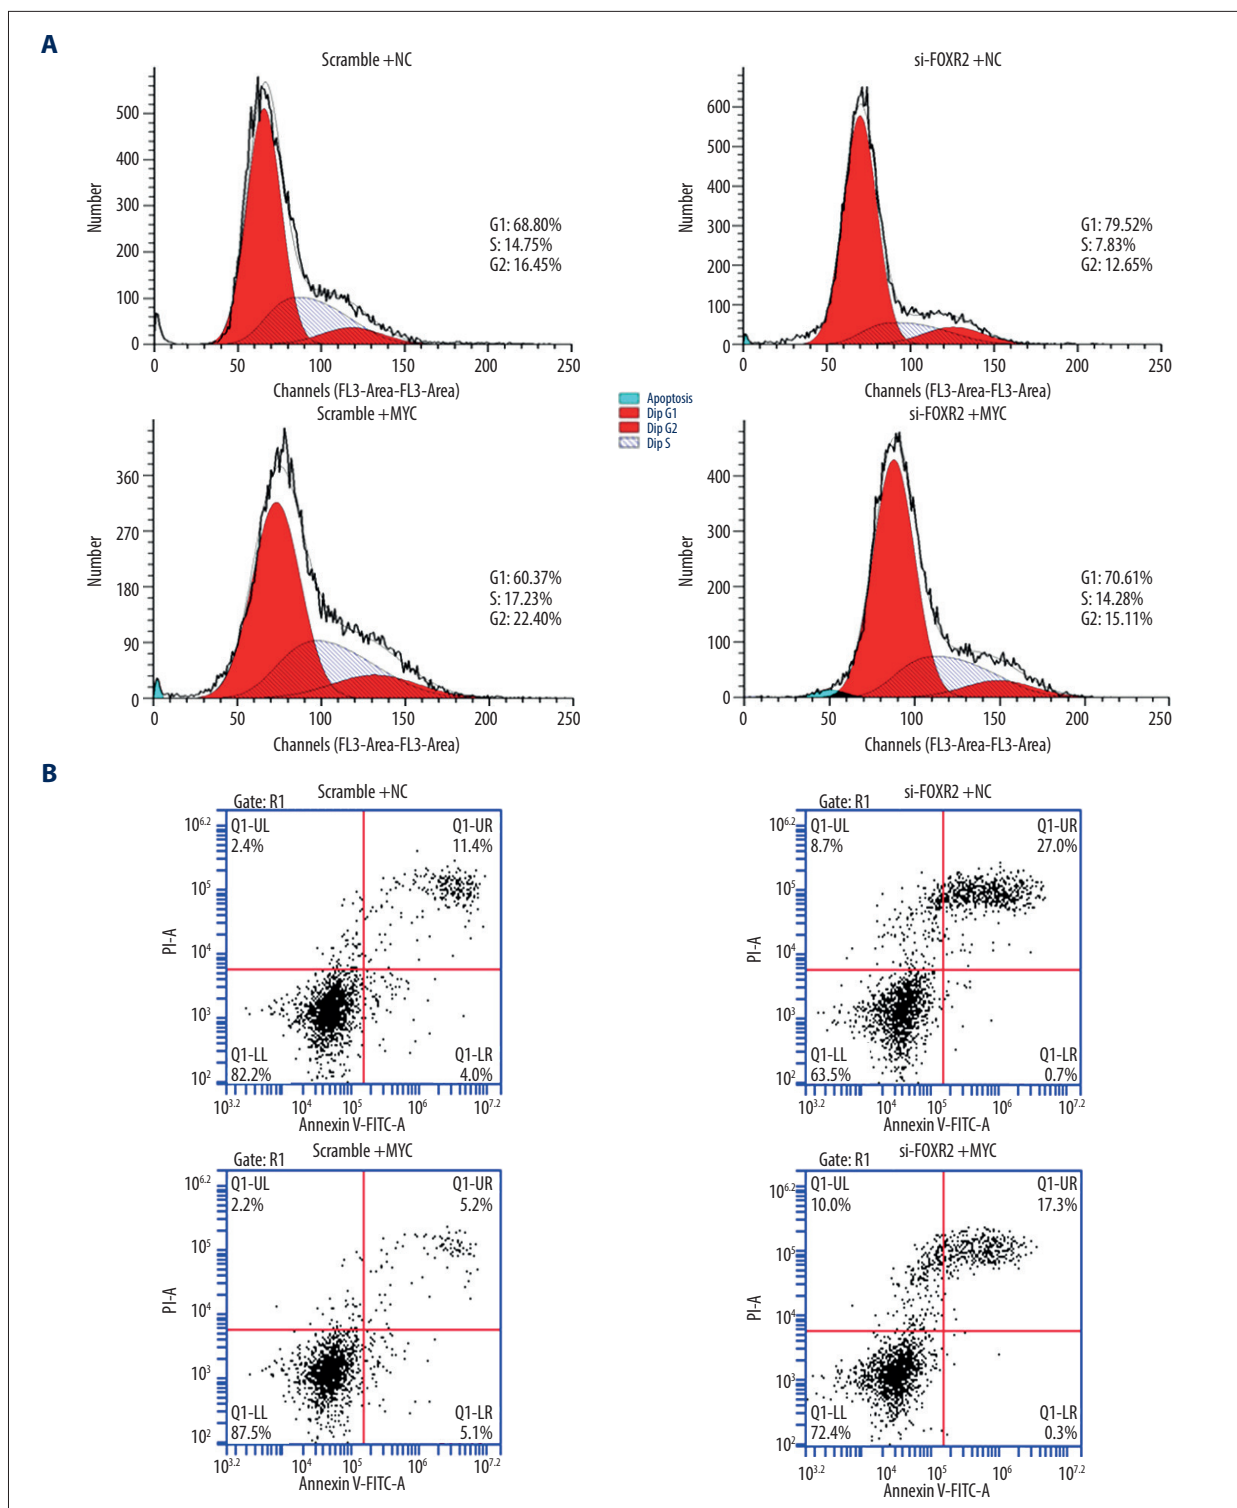 A
Scramble +NC
500
400
300
200
100
0
Number
G1: 68.80%
S: 14.75%
G2: 16.45%
0 50 100 150 200 250
Channels (FL3-Area-FL3-Area)
si-FOXR2 +NC
600
500
400
300
200
100
0
Number
G1: 79.52%
S: 7.83%
G2: 12.65%
0 50 100 150 200 250
Channels (FL3-Area-FL3-Area)
Apoptosis
Dip G1
Dip G2
Dip S
Scramble +MYC
360
270
180
90
0
Number
G1: 60.37%
S: 17.23%
G2: 22.40%
0 50 100 150 200 250
Channels (FL3-Area-FL3-Area)
si-FOXR2 +MYC
400
300
200
100
0
Number
G1: 70.61%
S: 14.28%
G2: 15.11%
0 50 100 150 200 250
Channels (FL3-Area-FL3-Area)
B
Scramble +NC
Gate: R1
Q1-UL
2.4%
Q1-UR
11.4%
Q1-LL
82.2%
Q1-LR
4.0%
10^6.2
10^5
10^4
10^3
10^2
PI-A
10^3.2 10^4 10^5 10^6 10^7.2
Annexin V-FITC-A
si-FOXR2 +NC
Gate: R1
Q1-UL
8.7%
Q1-UR
27.0%
Q1-LL
63.5%
Q1-LR
0.7%
10^6.2
10^5
10^4
10^3
10^2
PI-A
10^3.2 10^4 10^5 10^6 10^7.2
Annexin V-FITC-A
Scramble +MYC
Gate: R1
Q1-UL
2.2%
Q1-UR
5.2%
Q1-LL
87.5%
Q1-LR
5.1%
10^6.2
10^5
10^4
10^3
10^2
PI-A
10^3.2 10^4 10^5 10^6 10^7.2
Annexin V-FITC-A
si-FOXR2 +MYC
Gate: R1
Q1-UL
10.0%
Q1-UR
17.3%
Q1-LL
72.4%
Q1-LR
0.3%
10^6.2
10^5
10^4
10^3
10^2
PI-A
10^3.2 10^4 10^5 10^6 10^7.2
Annexin V-FITC-A